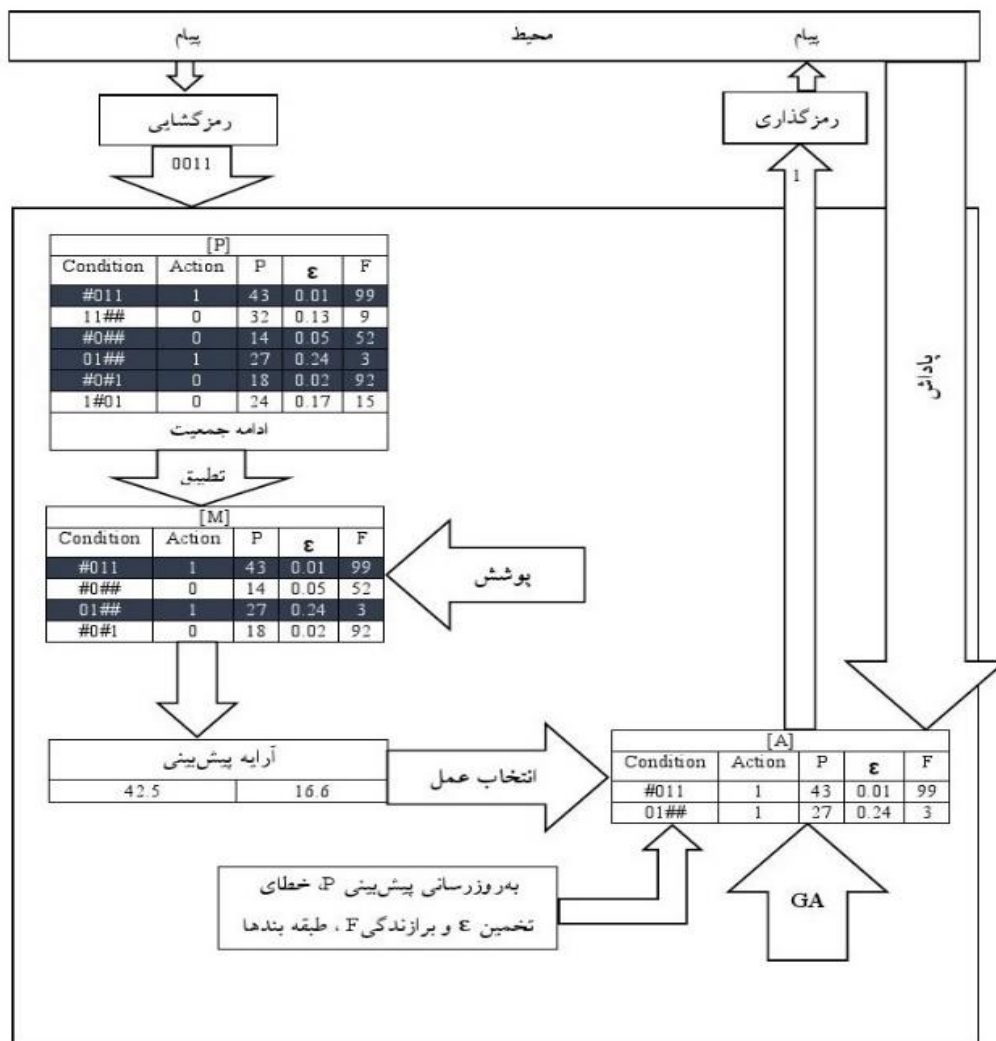 پیام محیط پیام
رمزگشایی
رمزگذاری
0011
1
[P]
Condition Action P ε F
#011 1 43 0.01 99
11## 0 32 0.13 9
#0## 0 14 0.05 52
01## 1 27 0.24 3
#0#1 0 18 0.02 92
1#01 0 24 0.17 15
ادامه جمعیت
تطبیق
پاداش
[M]
Condition Action P ε F
#011 1 43 0.01 99
#0## 0 14 0.05 52
01## 1 27 0.24 3
#0#1 0 18 0.02 92
پوشش
آرایه پیش‌بینی
42.5 16.6
انتخاب عمل
[A]
Condition Action P ε F
#011 1 43 0.01 99
01## 1 27 0.24 3
به‌روزرسانی پیش‌بینی P، خطای
تخمین ε و برازندگی F ، طبقه بندها
GA